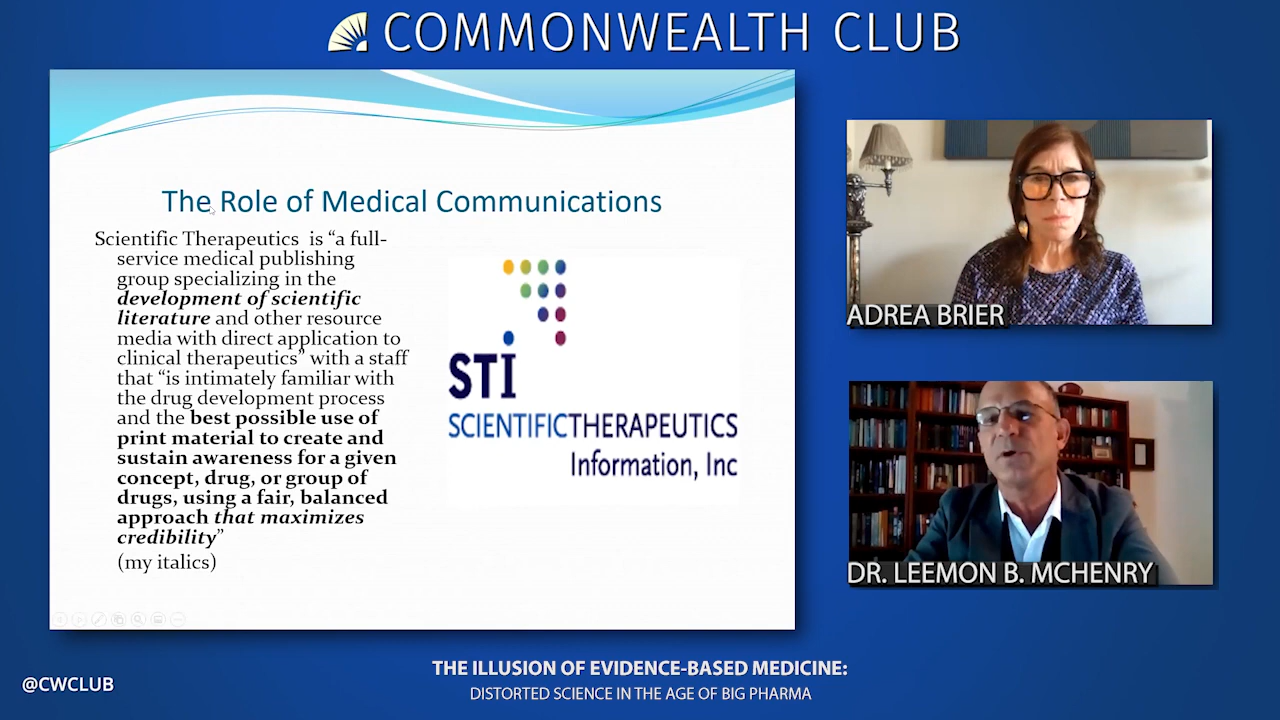 COMMONWEALTH CLUB
The Role of Medical Communications
Scientific Therapeutics is “a full-
service medical publishing
group specializing in the
development of scientific
literature and other resource
media with direct application to
clinical therapeutics” with a staff
that “is intimately familiar with
the drug development process
and the best possible use of
print material to create and
sustain awareness for a given
concept, drug, or group of
drugs, using a fair, balanced
approach that maximizes
credibility”
(my italics)
STI
SCIENTIFICTHERAPEUTICS
Information, Inc
ADREA BRIER
DR. LEEMON B. MCHENRY
@CWCLUB
THE ILLUSION OF EVIDENCE-BASED MEDICINE:
DISTORTED SCIENCE IN THE AGE OF BIG PHARMA